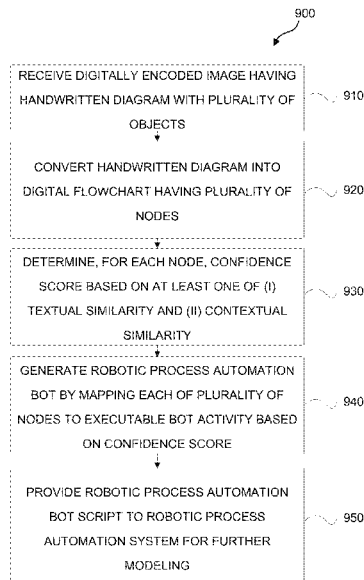 900
RECEIVE DIGITALLY ENCODED IMAGE HAVING
HANDWRITTEN DIAGRAM WITH PLURALITY OF
OBJECTS
910
CONVERT HANDWRITTEN DIAGRAM INTO
DIGITAL FLOWCHART HAVING PLURALITY OF
NODES
920
DETERMINE, FOR EACH NODE, CONFIDENCE
SCORE BASED ON AT LEAST ONE OF (I)
TEXTUAL SIMILARITY AND (II) CONTEXTUAL
SIMILARITY
930
GENERATE ROBOTIC PROCESS AUTOMATION
BOT BY MAPPING EACH OF PLURALITY OF
NODES TO EXECUTABLE BOT ACTIVITY BASED
ON CONFIDENCE SCORE
940
PROVIDE ROBOTIC PROCESS AUTOMATION
BOT SCRIPT TO ROBOTIC PROCESS
AUTOMATION SYSTEM FOR FURTHER
MODELING
950